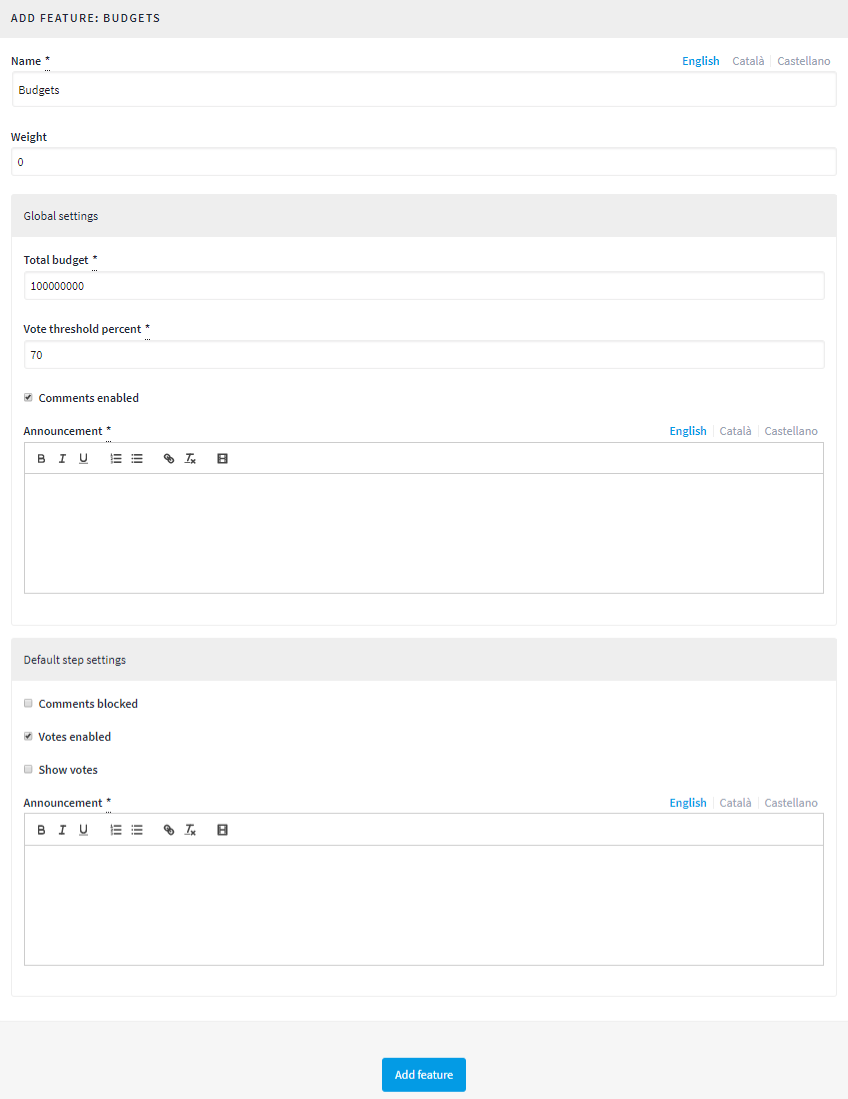 ADD FEATURE: BUDGETS
Name *
English Català Castellano
Budgets
Weight
0
Global settings
Total budget *
100000000
Vote threshold percent *
70
Comments enabled
Announcement *
English Català Castellano
B I U
Default step settings
Comments blocked
Votes enabled
Show votes
Announcement *
English Català Castellano
B I U
Add feature